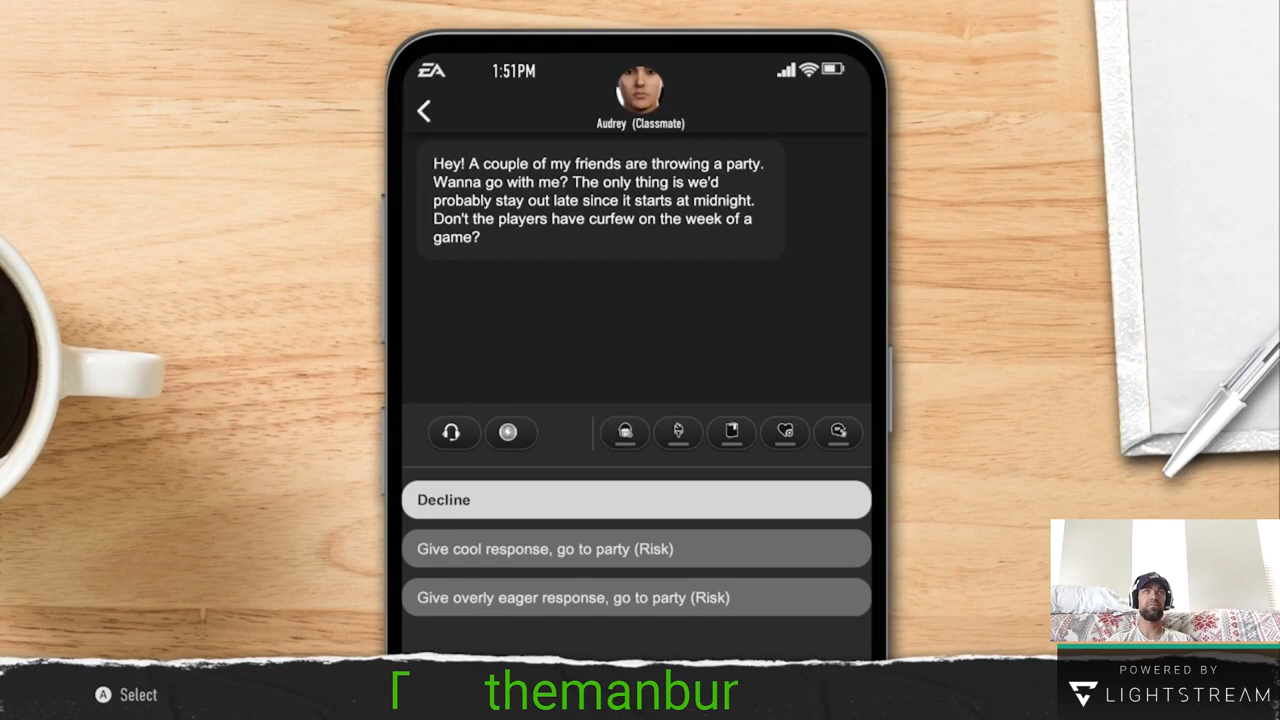 EA
1:51PM
Audrey (Classmate)
Hey! A couple of my friends are throwing a party.
Wanna go with me? The only thing is we'd
probably stay out late since it starts at midnight.
Don't the players have curfew on the week of a
game?
Decline
Give cool response, go to party (Risk)
Give overly eager response, go to party (Risk)
A Select
themanbur
POWERED BY
LIGHTSTREAM